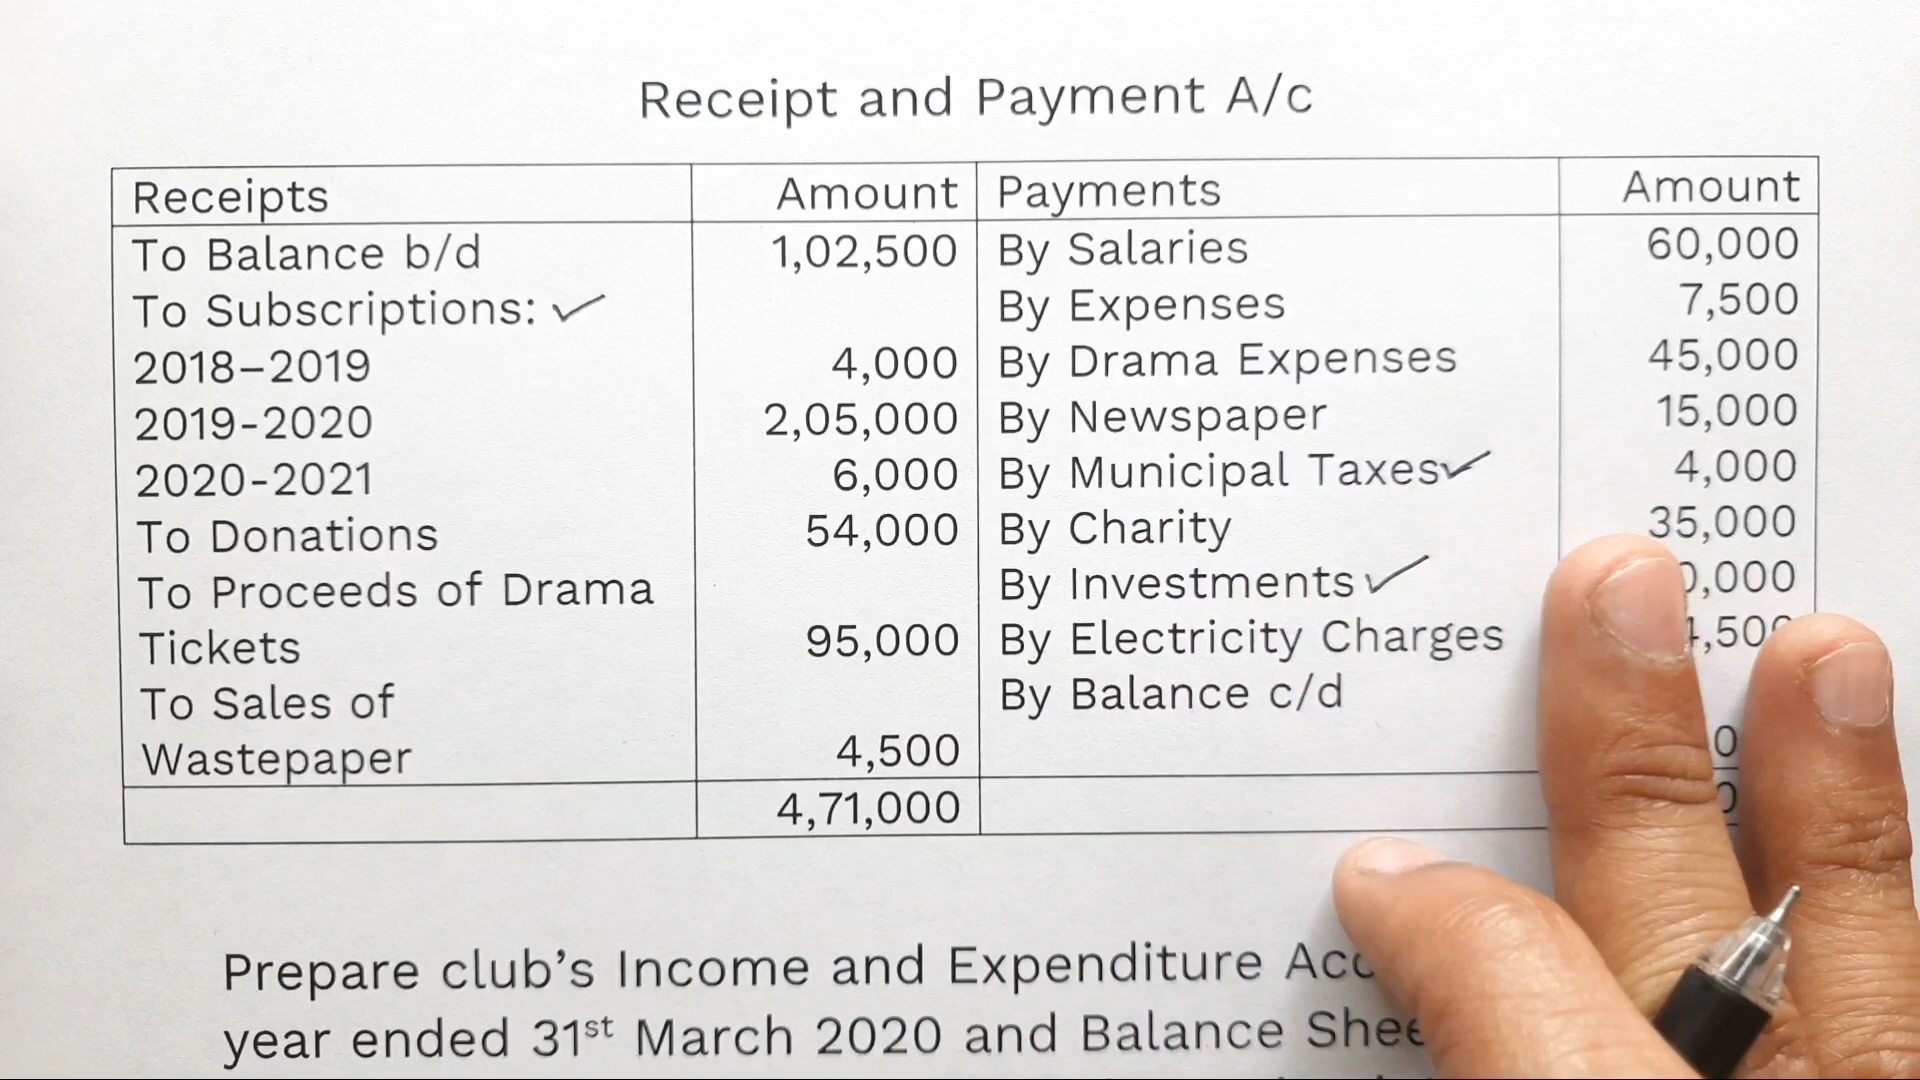 Receipt and Payment A/c
Receipts Amount Payments Amount
To Balance b/d 1,02,500 By Salaries 60,000
To Subscriptions: By Expenses 7,500
2018–2019 4,000 By Drama Expenses 45,000
2019-2020 2,05,000 By Newspaper 15,000
2020-2021 6,000 By Municipal Taxes 4,000
To Donations 54,000 By Charity 35,000
To Proceeds of Drama By Investments
Tickets 95,000 By Electricity Charges
To Sales of By Balance c/d
Wastepaper 4,500
4,71,000
Prepare club's Income and Expenditure
year ended 31st March 2020 and Balance